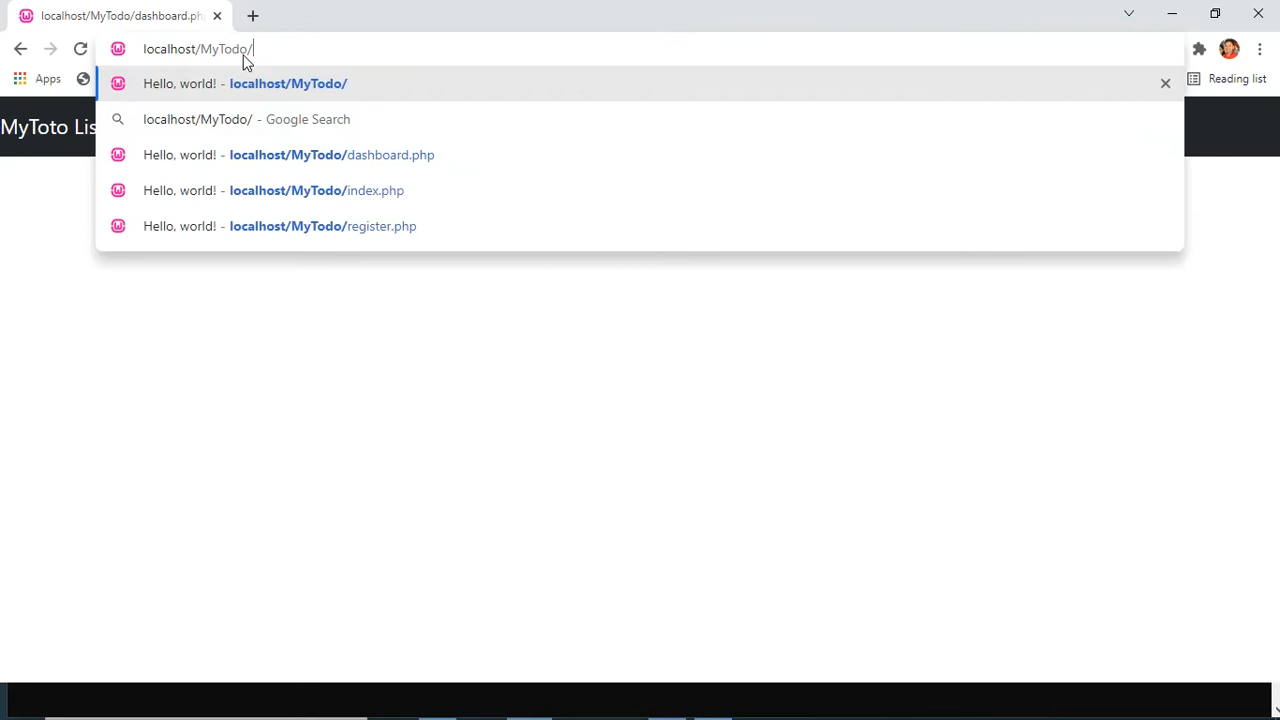 localhost/MyTodo/dashboard.ph
localhost/MyTodo/
Hello, world! - localhost/MyTodo/
Apps
Reading list
localhost/MyTodo/ - Google Search
MyToto Lis
Hello, world! - localhost/MyTodo/dashboard.php
Hello, world! - localhost/MyTodo/index.php
Hello, world! - localhost/MyTodo/register.php